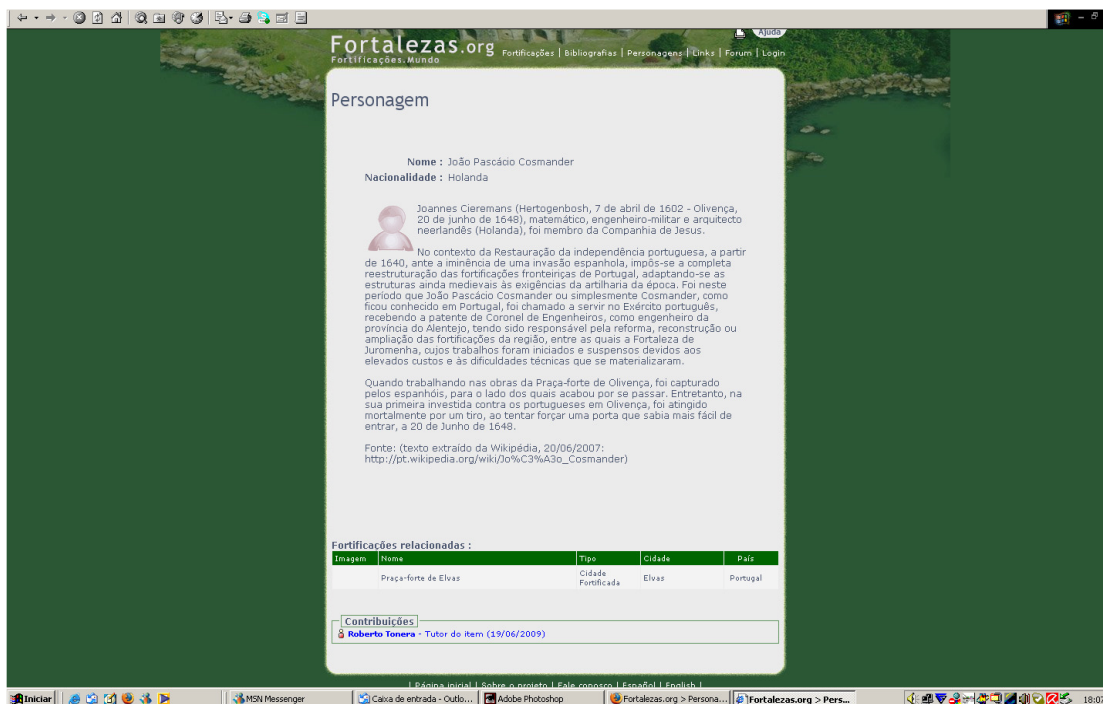 Ajuda
Fortalezas.org
Fortificações | Bibliografias | Personagens | Links | Forum | Login
Fortificações.Mundo
Personagem
Nome : João Pascácio Cosmander
Nacionalidade : Holanda
Joannes Cieremans (Hertogenbosh, 7 de abril de 1602 - Olivença,
20 de junho de 1648), matemático, engenheiro-militar e arquitecto
neerlandês (Holanda), foi membro da Companhia de Jesus.
No contexto da Restauração da independência portuguesa, a partir
de 1640, ante a iminência de uma invasão espanhola, impôs-se a completa
reestruturação das fortificações fronteiriças de Portugal, adaptando-se as
estruturas ainda medievais às exigências da artilharia da época. Foi neste
período que João Pascácio Cosmander ou simplesmente Cosmander, como
ficou conhecido em Portugal, foi chamado a servir no Exército português,
recebendo a patente de Coronel de Engenheiros, como engenheiro da
província do Alentejo, tendo sido responsável pela reforma, reconstrução ou
ampliação das fortificações da região, entre as quais a Fortaleza de
Juromenha, cujos trabalhos foram iniciados e suspensos devidos aos
elevados custos e às dificuldades técnicas que se materializaram.
Quando trabalhando nas obras da Praça-forte de Olivença, foi capturado
pelos espanhóis, para o lado dos quais acabou por se passar. Entretanto, na
sua primeira investida contra os portugueses em Olivença, foi atingido
mortalmente por um tiro, ao tentar forçar uma porta que sabia mais fácil de
entrar, a 20 de Junho de 1648.
Fonte: (texto extraído da Wikipédia, 20/06/2007:
http://pt.wikipedia.org/wiki/Jo%C3%A3o_Cosmander)
Fortificações relacionadas :
Imagem Nome Tipo Cidade País
Praça-forte de Elvas Cidade Fortificada Elvas Portugal
Contribuições
Roberto Tonera - Tutor do item (19/06/2009)
| Página inicial | Sobre o projeto | Fale conosco | Español | English |
Iniciar MSN Messenger Caixa de entrada - Outlo... Adobe Photoshop Fortalezas.org > Persona... Fortalezas.org > Pers... 18:07